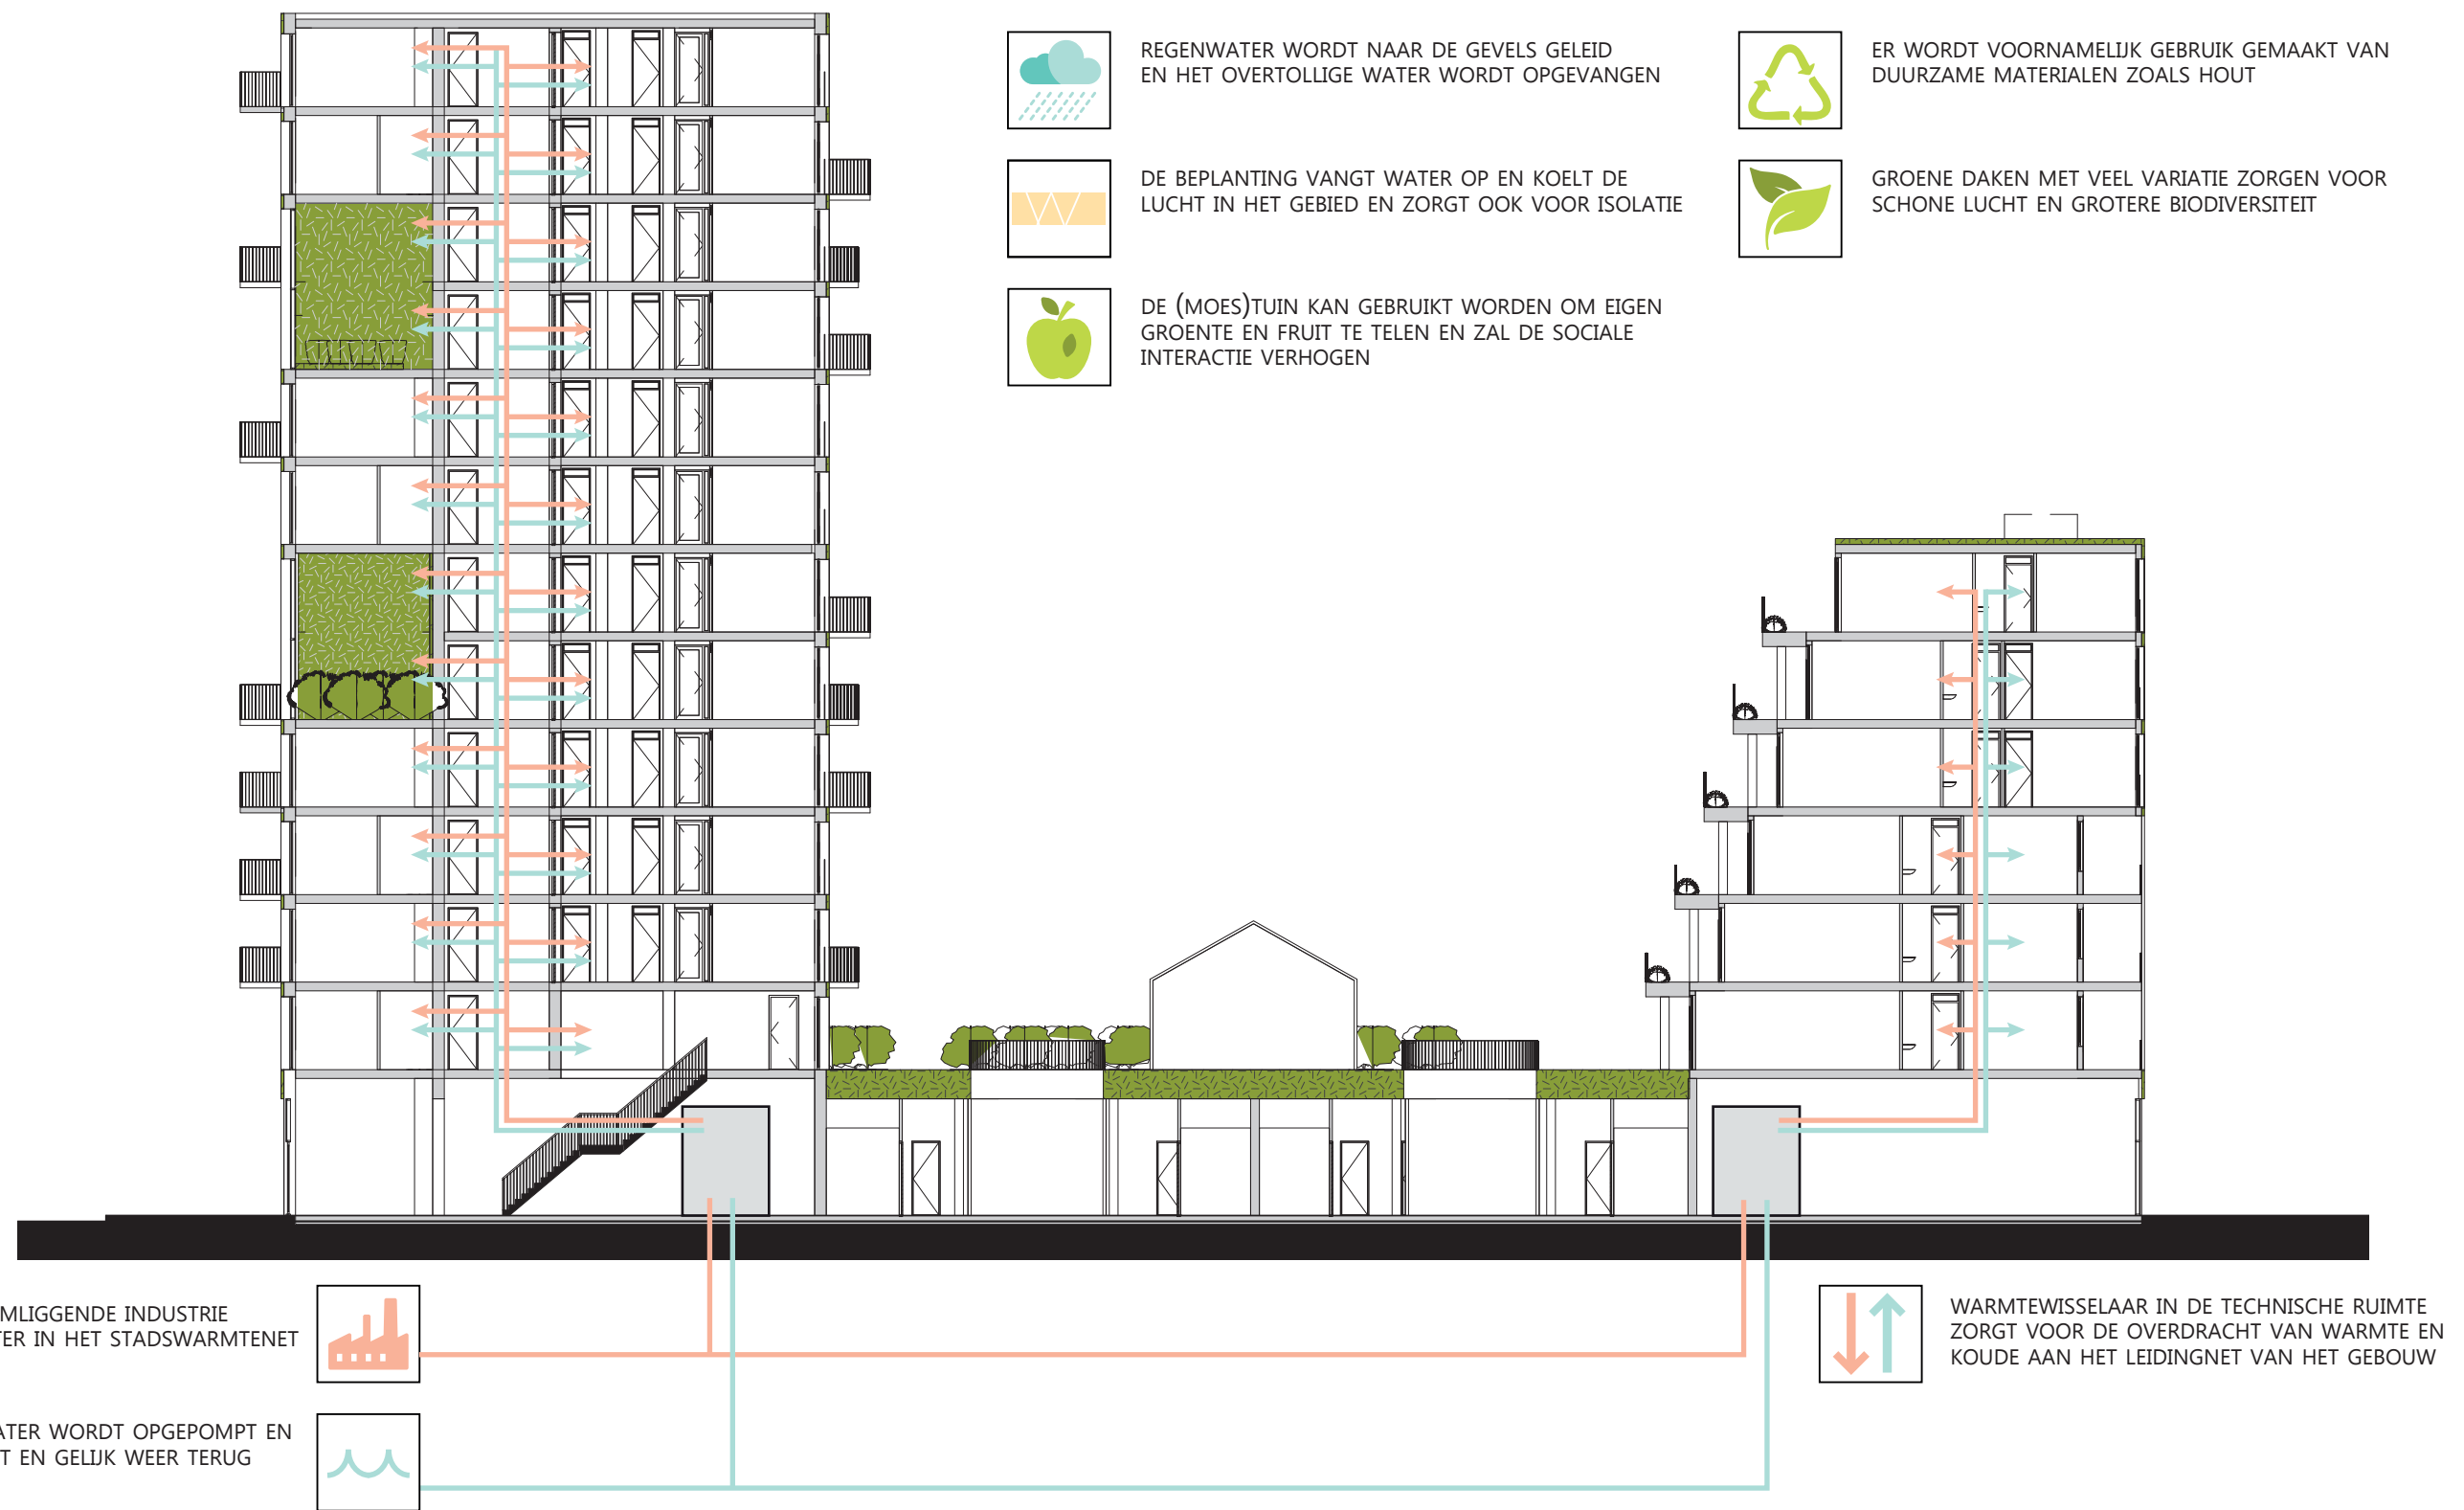 REGENWATER WORDT NAAR DE GEVELS GELEID
EN HET OVERTOLLIGE WATER WORDT OPGEVANGEN
DE BEPLANTING VANGT WATER OP EN KOELT DE
LUCHT IN HET GEBIED EN ZORGT OOK VOOR ISOLATIE
DE (MOES)TUIN KAN GEBRUIKT WORDEN OM EIGEN
GROENTE EN FRUIT TE TELEN EN ZAL DE SOCIALE
INTERACTIE VERHOGEN
ER WORDT VOORNAMELIJK GEBRUIK GEMAAKT VAN
DUURZAME MATERIALEN ZOALS HOUT
GROENE DAKEN MET VEEL VARIATIE ZORGEN VOOR
SCHONE LUCHT EN GROTERE BIODIVERSITEIT
MLIGGENDE INDUSTRIE
TER IN HET STADSWARMTENET
ATER WORDT OPGEPOMPT EN
T EN GELIJK WEER TERUG
WARMTEWISSELAAR IN DE TECHNISCHE RUIMTE
ZORGT VOOR DE OVERDRACHT VAN WARMTE EN
KOUDE AAN HET LEIDINGNET VAN HET GEBOUW